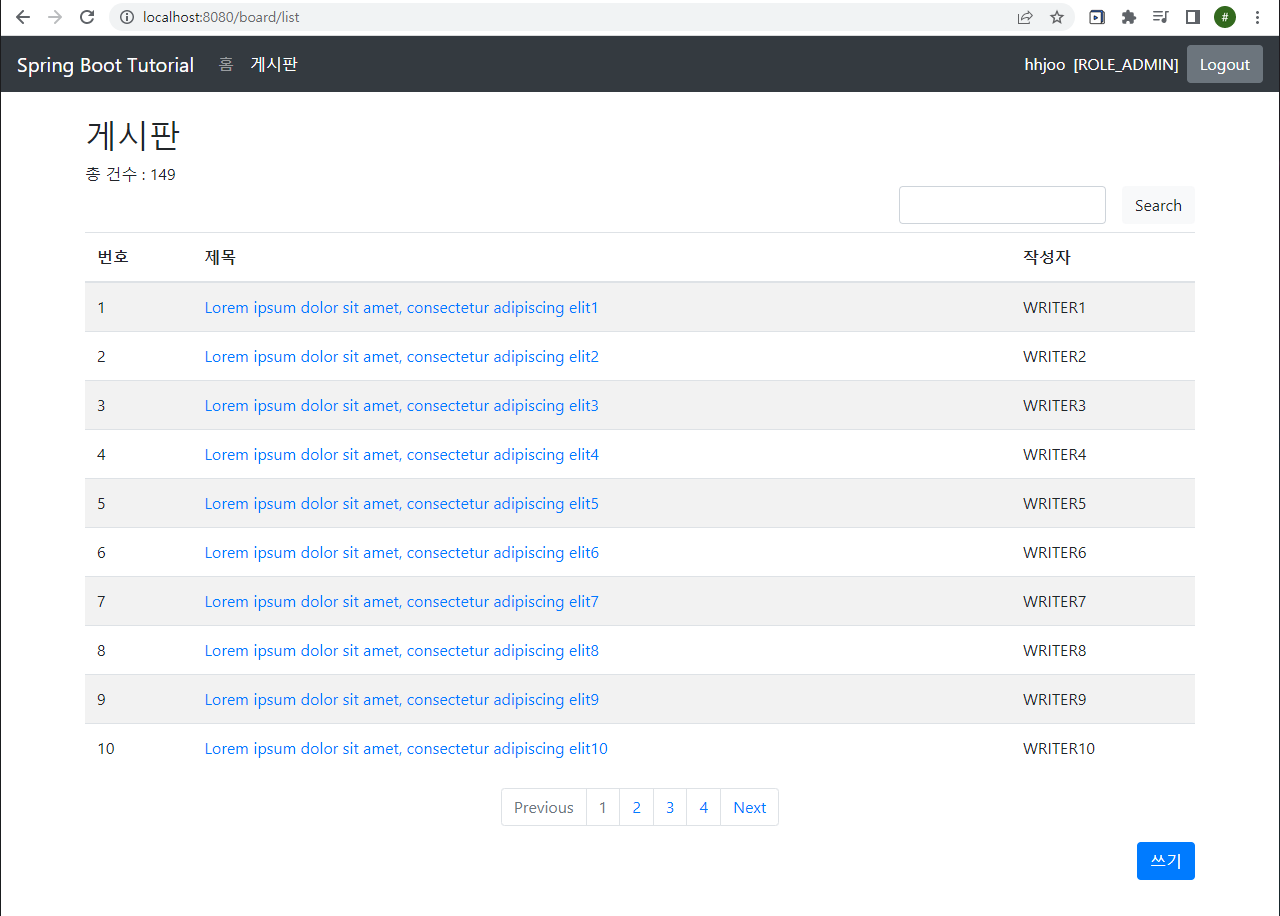 localhost:8080/board/list #
Spring Boot Tutorial 홈 게시판 hhjoo [ROLE_ADMIN] Logout
게시판
총 건수 : 149
Search
번호 제목 작성자
1 Lorem ipsum dolor sit amet, consectetur adipiscing elit1 WRITER1
2 Lorem ipsum dolor sit amet, consectetur adipiscing elit2 WRITER2
3 Lorem ipsum dolor sit amet, consectetur adipiscing elit3 WRITER3
4 Lorem ipsum dolor sit amet, consectetur adipiscing elit4 WRITER4
5 Lorem ipsum dolor sit amet, consectetur adipiscing elit5 WRITER5
6 Lorem ipsum dolor sit amet, consectetur adipiscing elit6 WRITER6
7 Lorem ipsum dolor sit amet, consectetur adipiscing elit7 WRITER7
8 Lorem ipsum dolor sit amet, consectetur adipiscing elit8 WRITER8
9 Lorem ipsum dolor sit amet, consectetur adipiscing elit9 WRITER9
10 Lorem ipsum dolor sit amet, consectetur adipiscing elit10 WRITER10
Previous 1 2 3 4 Next
쓰기